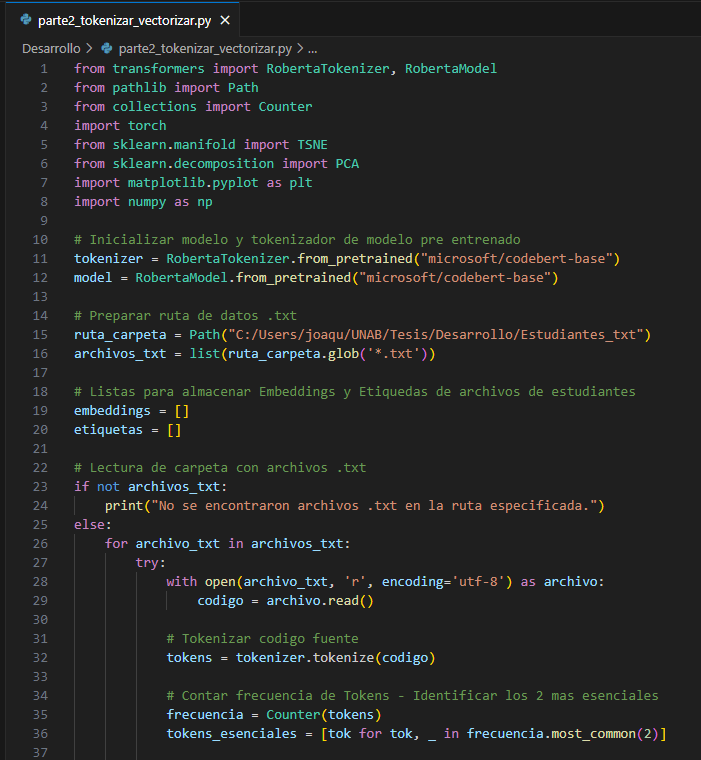 parte2_tokenizar_vectorizar.py ×
Desarrollo > parte2_tokenizar_vectorizar.py > ...
1 from transformers import RobertaTokenizer, RobertaModel
2 from pathlib import Path
3 from collections import Counter
4 import torch
5 from sklearn.manifold import TSNE
6 from sklearn.decomposition import PCA
7 import matplotlib.pyplot as plt
8 import numpy as np
9
10 # Inicializar modelo y tokenizador de modelo pre entrenado
11 tokenizer = RobertaTokenizer.from_pretrained("microsoft/codebert-base")
12 model = RobertaModel.from_pretrained("microsoft/codebert-base")
13
14 # Preparar ruta de datos .txt
15 ruta_carpeta = Path("C:/Users/joaqu/UNAB/Tesis/Desarrollo/Estudiantes_txt")
16 archivos_txt = list(ruta_carpeta.glob('*.txt'))
17
18 # Listas para almacenar Embeddings y Etiquedas de archivos de estudiantes
19 embeddings = []
20 etiquetas = []
21
22 # Lectura de carpeta con archivos .txt
23 if not archivos_txt:
24     print("No se encontraron archivos .txt en la ruta especificada.")
25 else:
26     for archivo_txt in archivos_txt:
27         try:
28             with open(archivo_txt, 'r', encoding='utf-8') as archivo:
29                 codigo = archivo.read()
30
31             # Tokenizar codigo fuente
32             tokens = tokenizer.tokenize(codigo)
33
34             # Contar frecuencia de Tokens - Identificar los 2 mas esenciales
35             frecuencia = Counter(tokens)
36             tokens_esenciales = [tok for tok, _ in frecuencia.most_common(2)]
37